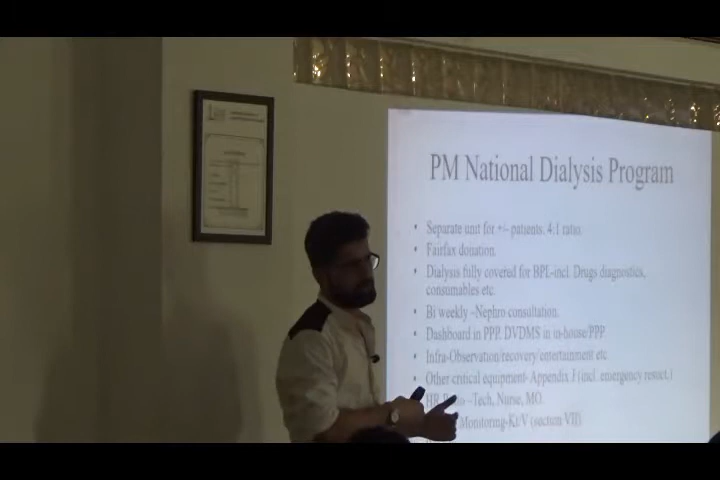 PM National Dialysis Program
• Separate unit for +/- patients. 4:1 ratio.
• Fairfax donation.
• Dialysis fully covered for BPL-incl. Drugs diagnostics,
consumables etc.
• Bi weekly –Nephro consultation.
• Dashboard in PPP. DVDMS in in-house/PPP
• Infra-Observation/recovery/entertainment etc
• Other critical equipment- Appendix I (incl. emergency resuct.)
HR –Tech, Nurse, MO.
Monitoring-Kt/V (section VII)